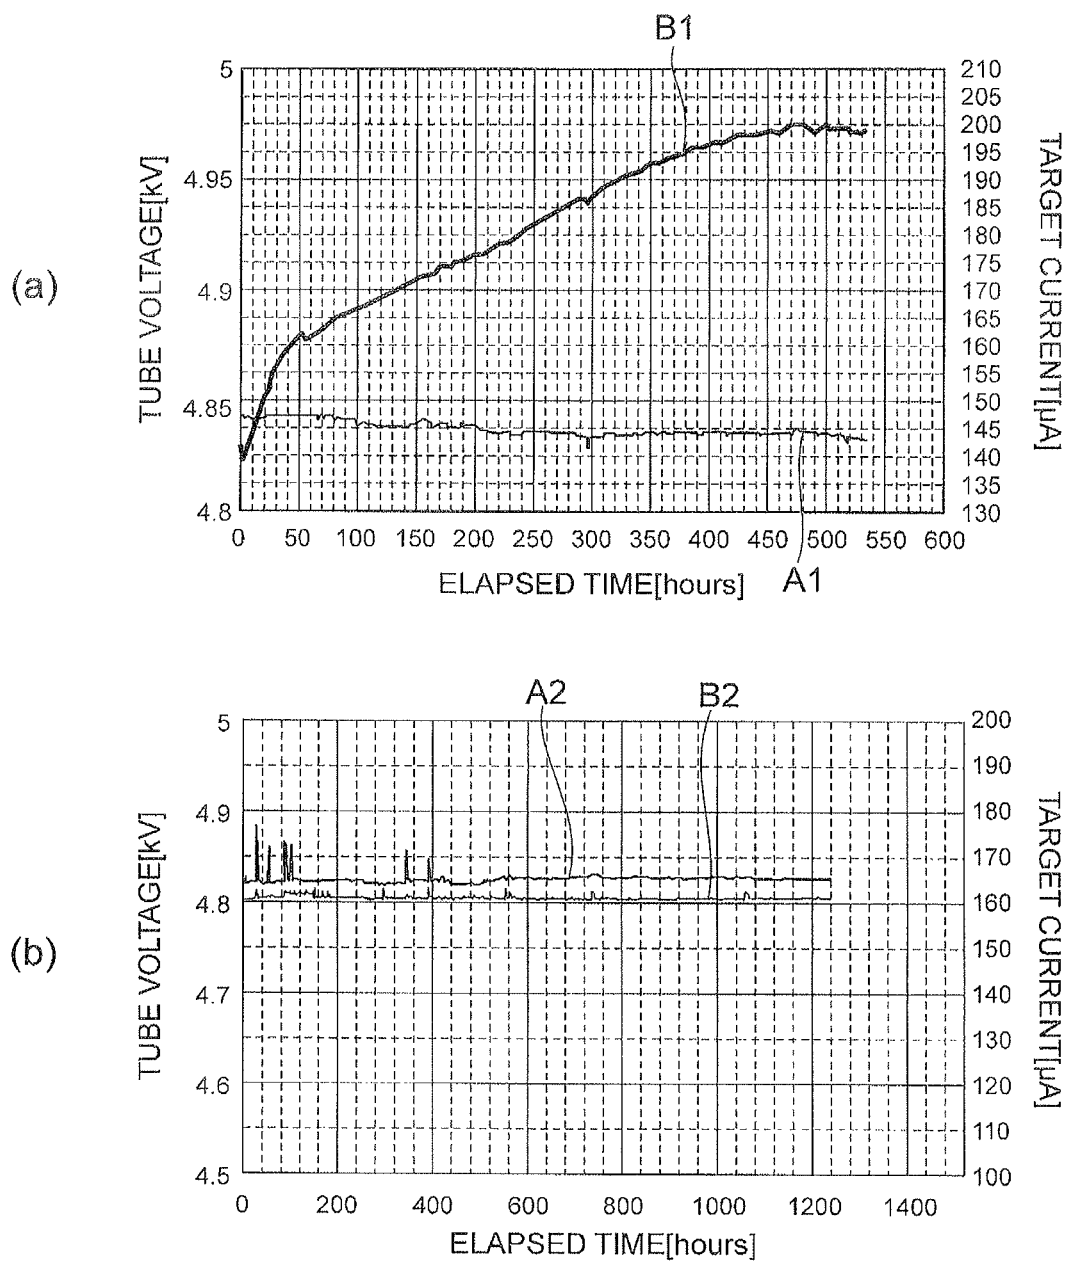 B1
5
4.95
4.9
4.85
4.8
TUBE VOLTAGE[kV]
210
205
200
195
190
185
180
175
170
165
160
155
150
145
140
135
130
TARGET CURRENT[µA]
(a)
0 50 100 150 200 250 300 350 400 450 500 550 600
ELAPSED TIME[hours]
A1
A2
B2
5
4.9
4.8
4.7
4.6
4.5
TUBE VOLTAGE[kV]
200
190
180
170
160
150
140
130
120
110
100
TARGET CURRENT[µA]
(b)
0 200 400 600 800 1000 1200 1400
ELAPSED TIME[hours]